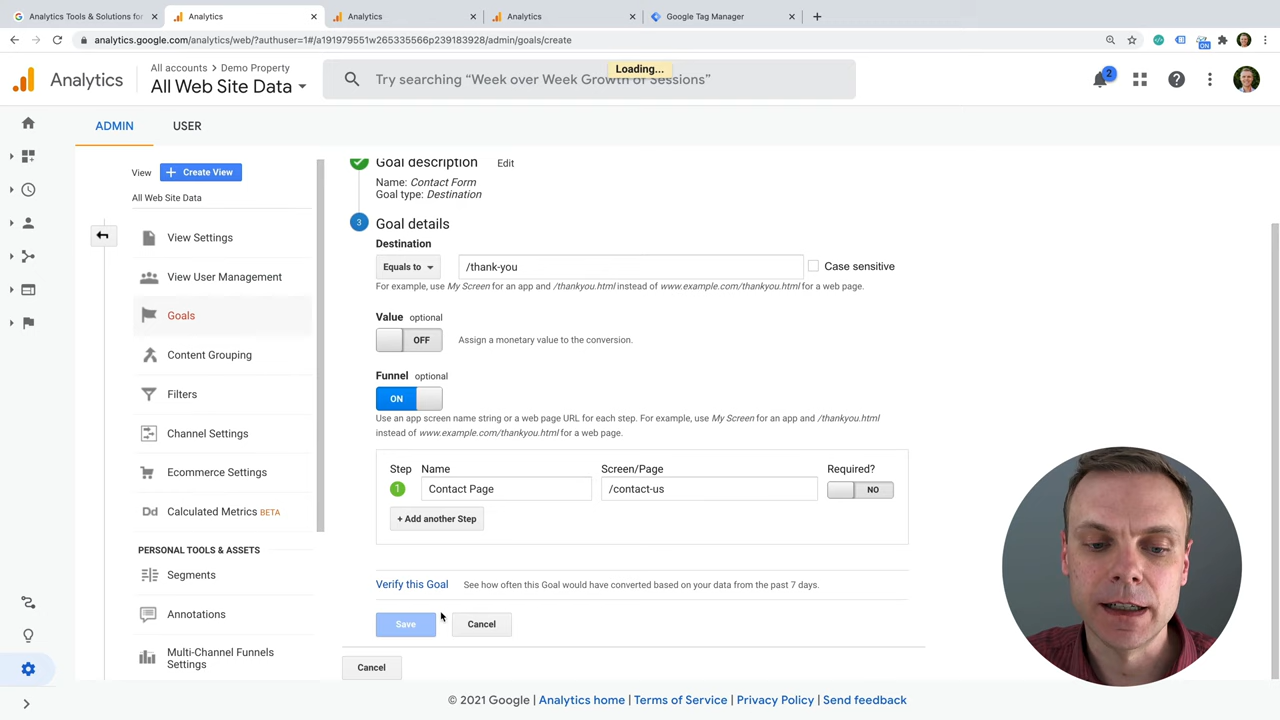 Analytics Tools & Solutions for
Analytics
Analytics
Analytics
Google Tag Manager
analytics.google.com/analytics/web/?authuser=1#/a191979551w265335566p239183928/admin/goals/create
ON
Analytics
All accounts > Demo Property
All Web Site Data
Try searching “Week over Week Growth of Sessions”
Loading...
2
ADMIN
USER
View
+ Create View
All Web Site Data
View Settings
View User Management
Goals
Content Grouping
Filters
Channel Settings
Ecommerce Settings
Dd Calculated Metrics BETA
PERSONAL TOOLS & ASSETS
Segments
Annotations
Multi-Channel Funnels
Settings
Goal description Edit
Name: Contact Form
Goal type: Destination
3 Goal details
Destination
Equals to /thank-you Case sensitive
For example, use My Screen for an app and /thankyou.html instead of www.example.com/thankyou.html for a web page.
Value optional
OFF Assign a monetary value to the conversion.
Funnel optional
ON
Use an app screen name string or a web page URL for each step. For example, use My Screen for an app and /thankyou.html
instead of www.example.com/thankyou.html for a web page.
Step Name Screen/Page Required?
1 Contact Page /contact-us NO
+ Add another Step
Verify this Goal See how often this Goal would have converted based on your data from the past 7 days.
Save Cancel
Cancel
© 2021 Google | Analytics home | Terms of Service | Privacy Policy | Send feedback